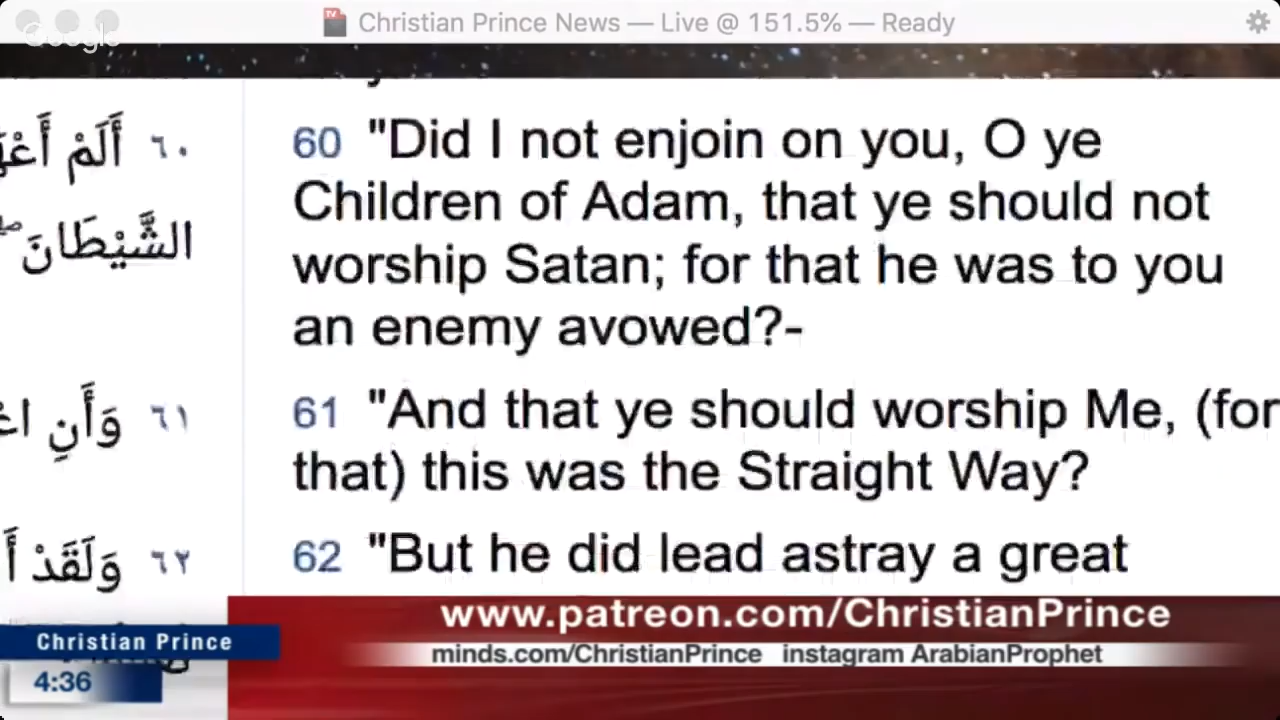 Christian Prince News — Live @ 151.5% — Ready
Google
٦٠ أَلَمْ
60 "Did I not enjoin on you, O ye
Children of Adam, that ye should not
الشَّيْطَانَ
worship Satan; for that he was to you
an enemy avowed?-
٦١ وَأَنِ
61 "And that ye should worship Me, (for
that) this was the Straight Way?
٦٢ وَلَقَدْ
62 "But he did lead astray a great
www.patreon.com/ChristianPrince
Christian Prince
minds.com/ChristianPrince instagram ArabianProphet
4:36